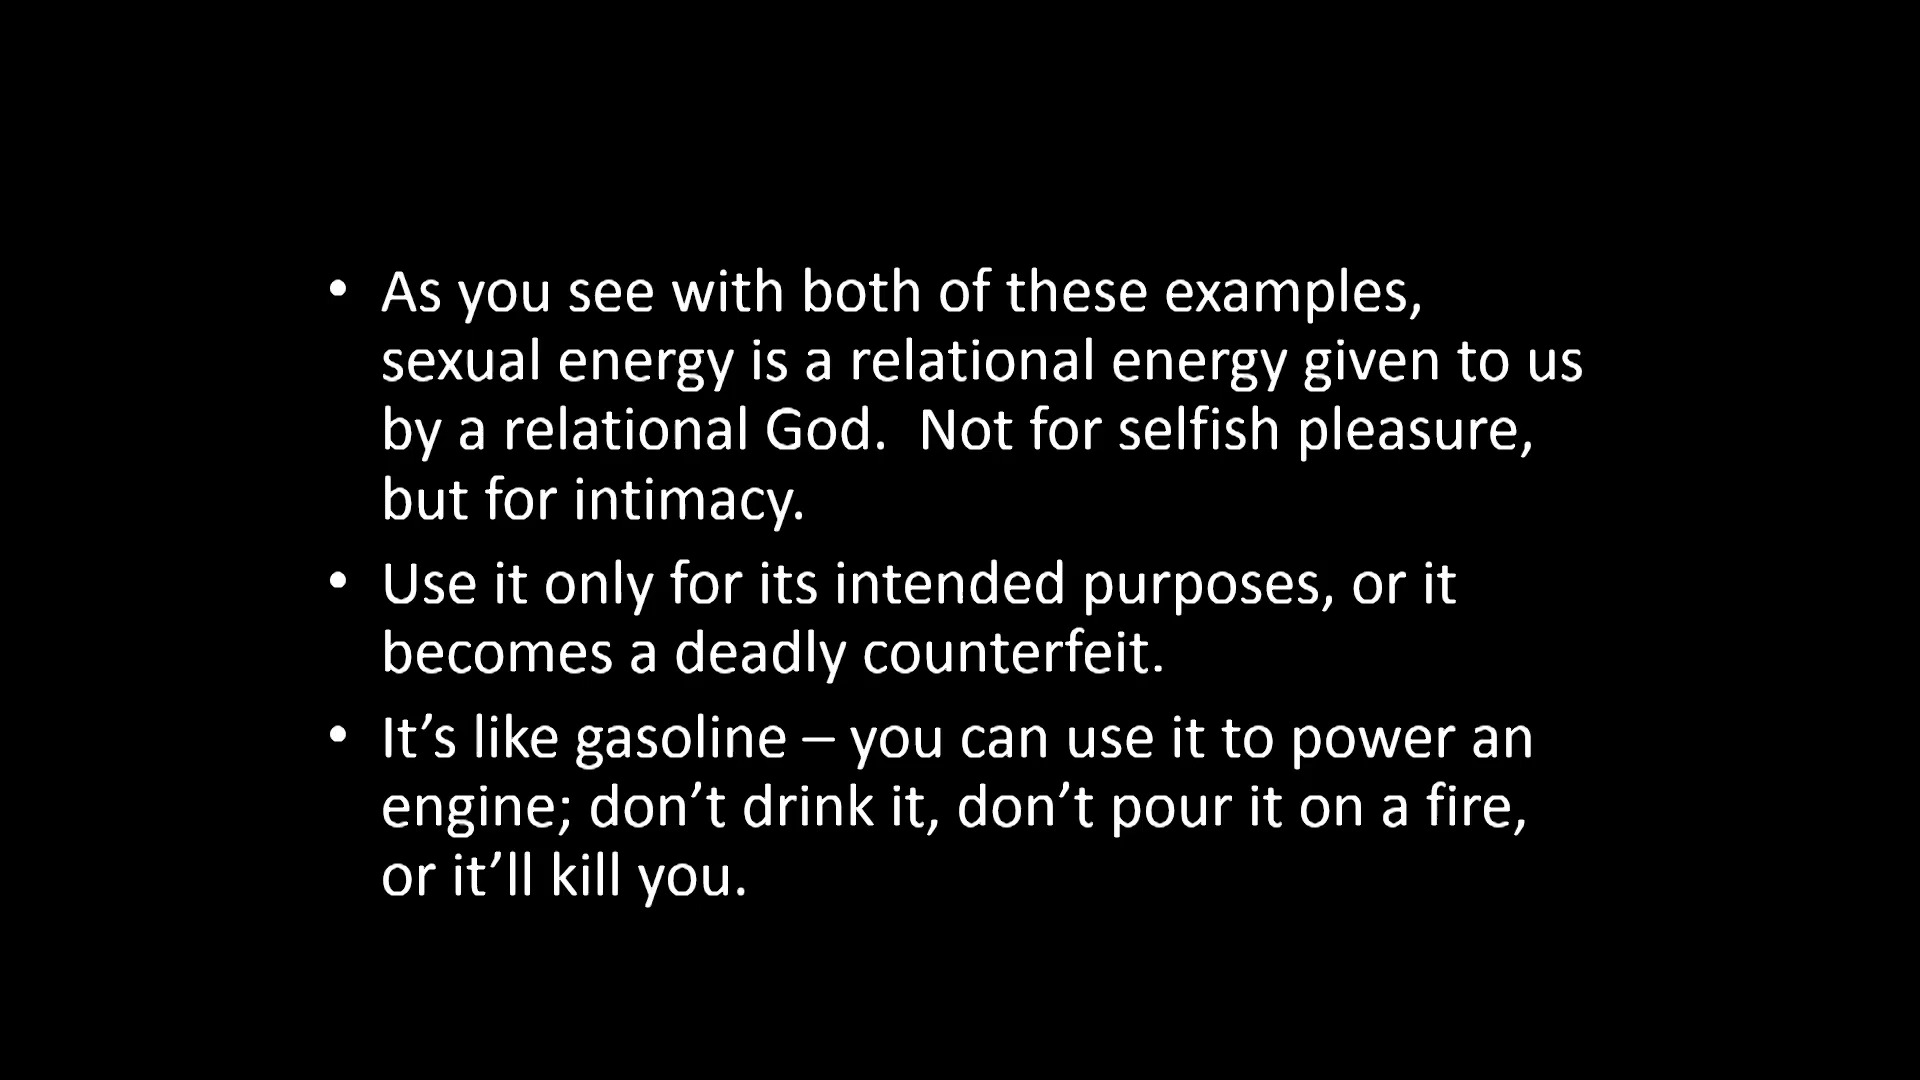 • As you see with both of these examples,
sexual energy is a relational energy given to us
by a relational God.  Not for selfish pleasure,
but for intimacy.
• Use it only for its intended purposes, or it
becomes a deadly counterfeit.
• It’s like gasoline – you can use it to power an
engine; don’t drink it, don’t pour it on a fire,
or it’ll kill you.